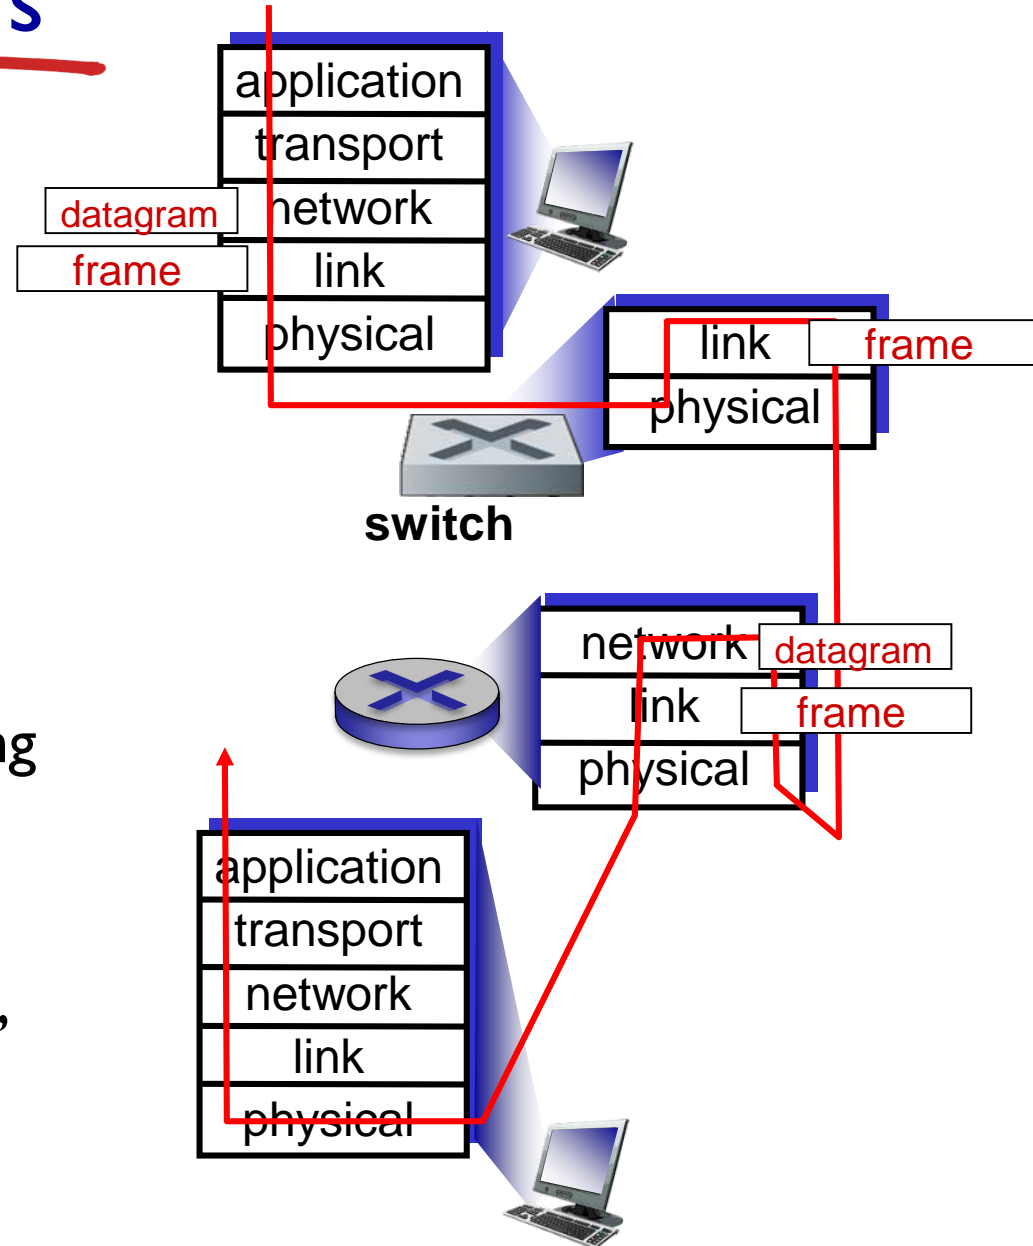 s
application
transport
datagram network
frame link
physical
link frame
physical
switch
network datagram
link frame
physical
ng
application
transport
network
,
link
physical